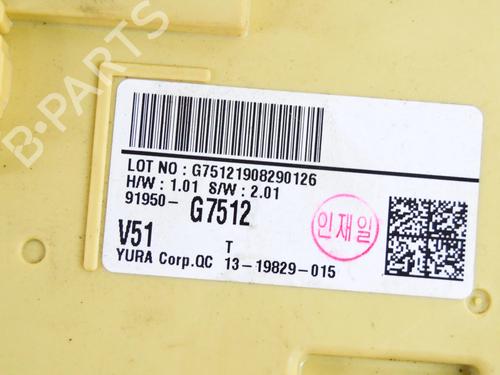 B-PARTS
LOT NO : G75121908290126
H/W : 1.01 S/W : 2.01
91950- G7512
인재일
V51 T
YURA Corp.QC 13-19829-015